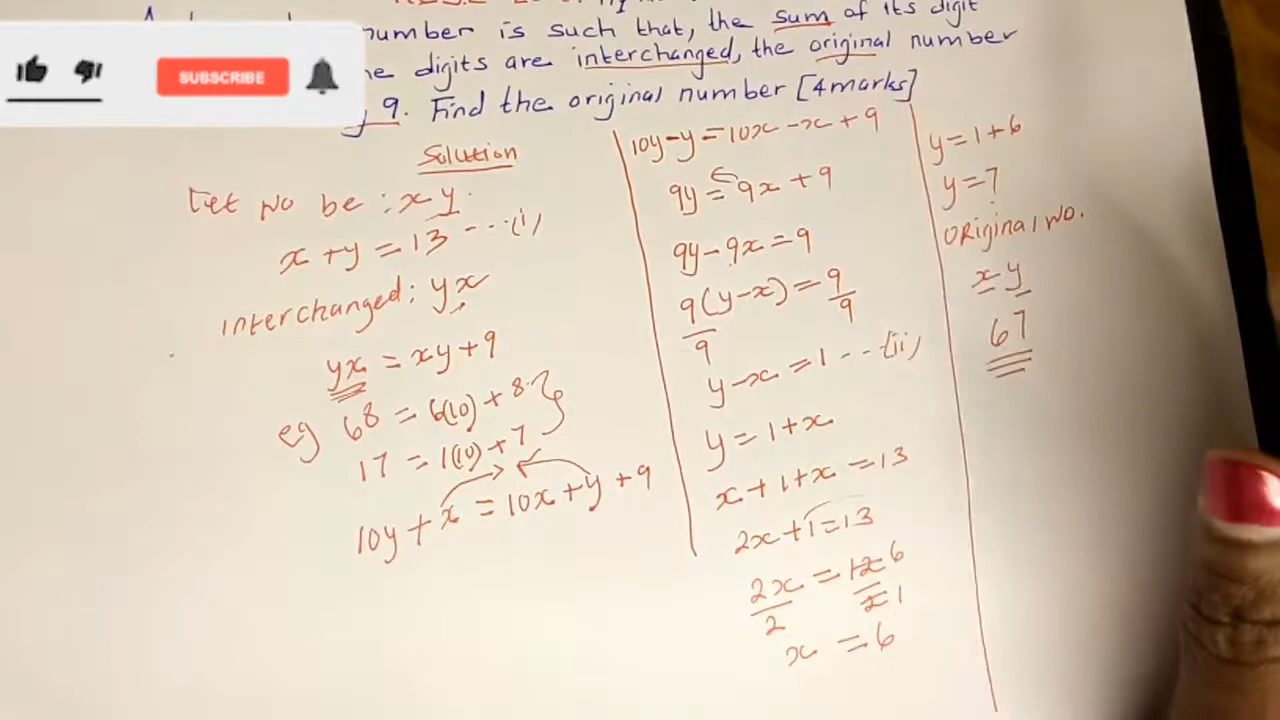 number is such that, the sum of its digit
SUBSCRIBE
digits are interchanged, the original number
9. Find the original number [4marks]
Solution
Let No be : xy.
x + y = 13 ---(i)
Interchanged; yx
yx = xy + 9
eg 68 = 6(10) + 8
17 = 1(10) + 7
10y + x = 10x + y + 9
10y - y = 10x - x + 9
9y = 9x + 9
9y - 9x = 9
9(y - x) = 9
9 9
y - x = 1 -- (ii)
y = 1 + x
x + 1 + x = 13
2x + 1 = 13
2x = 12 6
2 2 1
x = 6
y = 1 + 6
y = 7
ORiginal No.
x y
67